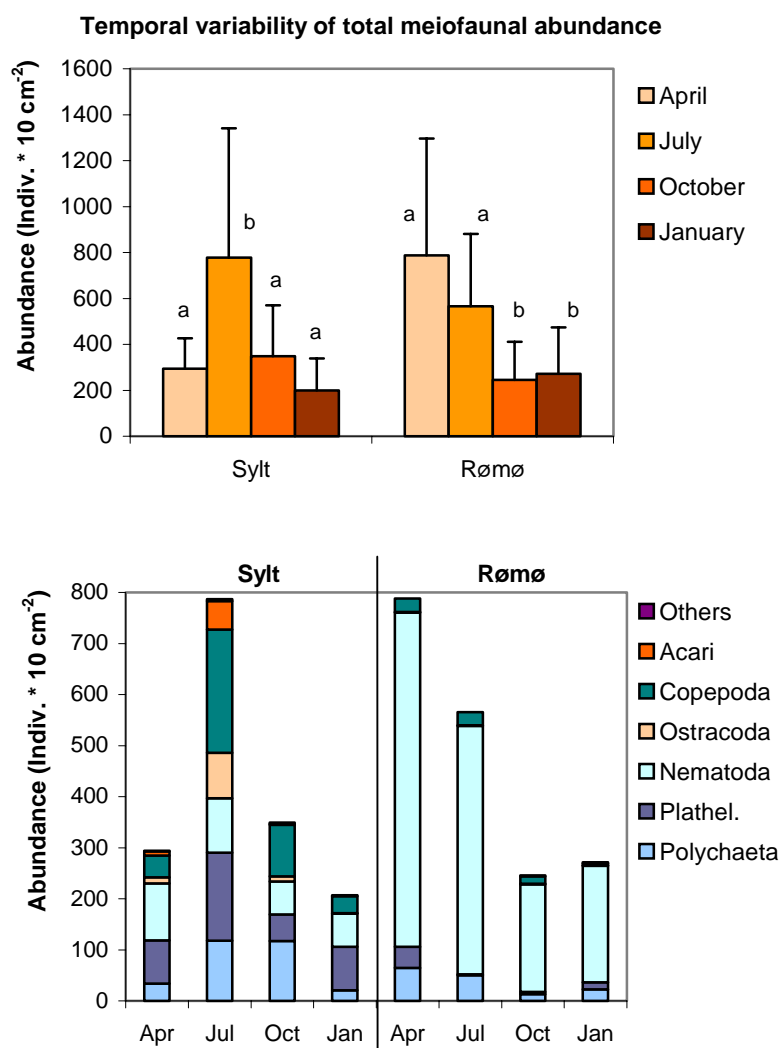 Temporal variability of total meiofaunal abundance
1600
1400
1200
1000
800
600
400
200
0
Abundance (Indiv. * 10 cm-2)
a
b
a
a
a
a
b
b
Sylt
Rømø
April
July
October
January
Sylt
Rømø
800
700
600
500
400
300
200
100
0
Abundance (Indiv. * 10 cm-2)
Apr
Jul
Oct
Jan
Apr
Jul
Oct
Jan
Others
Acari
Copepoda
Ostracoda
Nematoda
Plathel.
Polychaeta